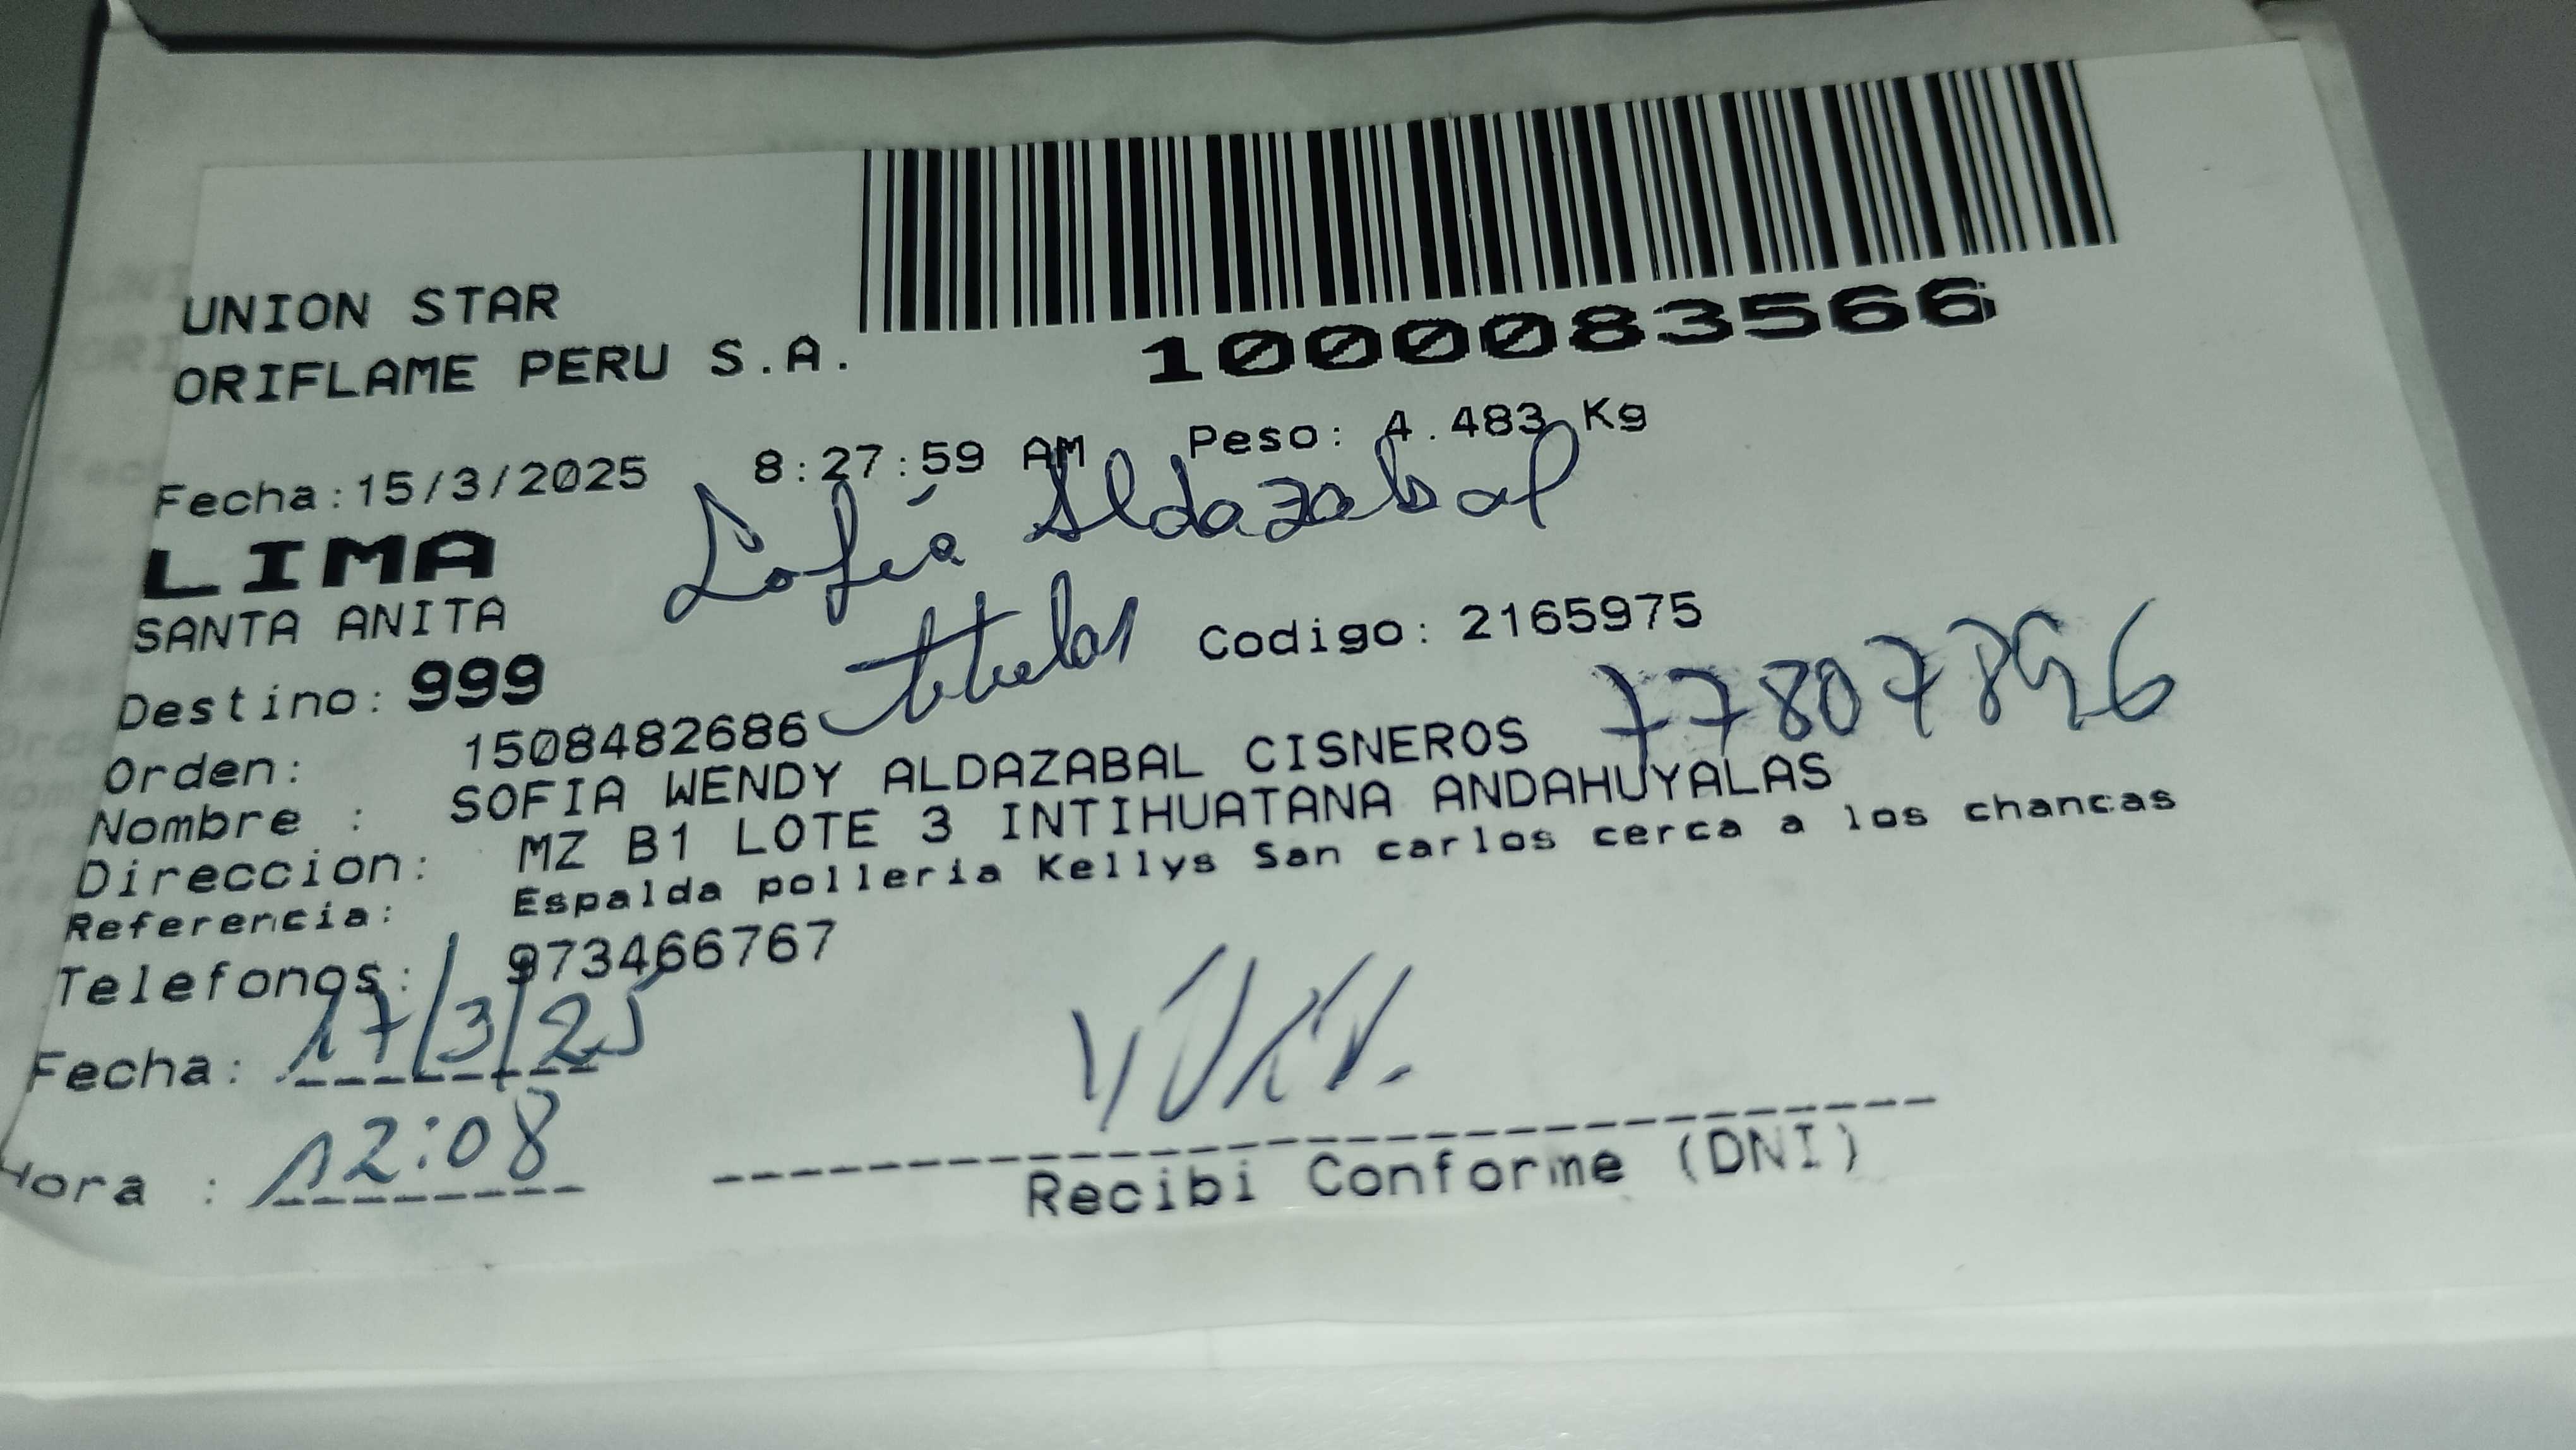 UNION STAR
ORIFLAME PERU S.A.
1000083566
Fecha:15/3/2025 8:27:59 AM Peso: 4.483 Kg
Sofía Aldazabal
LIMA
SANTA ANITA
titular
Codigo: 2165975
Destino: 999
Orden: 1508482686
Nombre : SOFIA WENDY ALDAZABAL CISNEROS
Direccion: MZ B1 LOTE 3 INTIHUATANA ANDAHUYALAS
Referencia: Espalda polleria Kellys San carlos cerca a los chancas
Telefonos: 973466767
Fecha: 17/3/25
Hora : 12:08
Recibi Conforme (DNI)